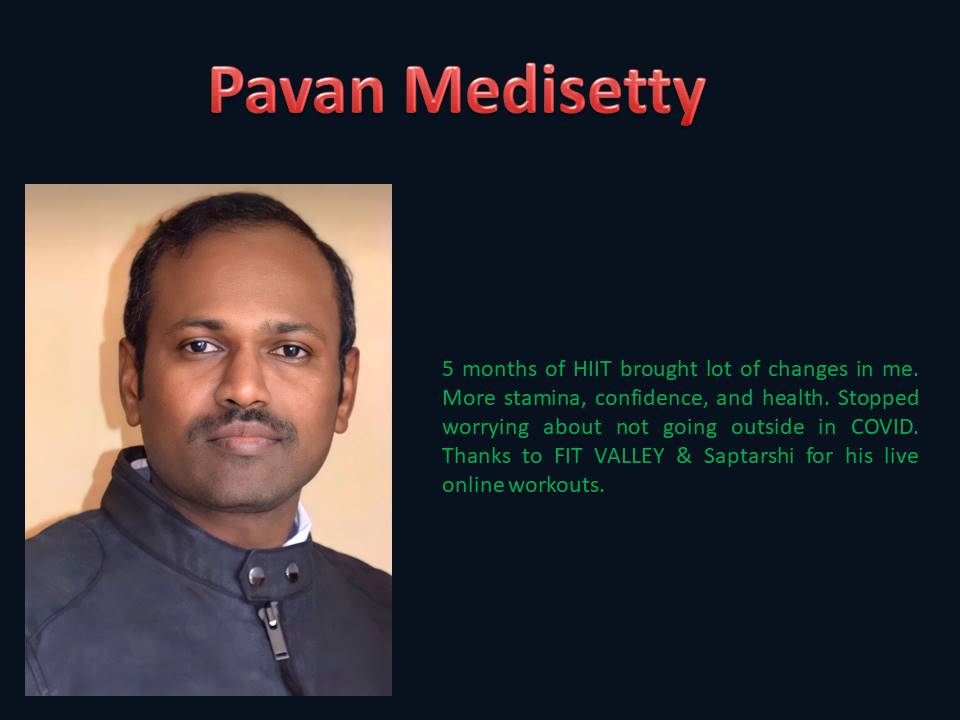 Pavan Medisetty
5 months of HIIT brought lot of changes in me.
More stamina, confidence, and health. Stopped
worrying about not going outside in COVID.
Thanks to FIT VALLEY & Saptarshi for his live
online workouts.